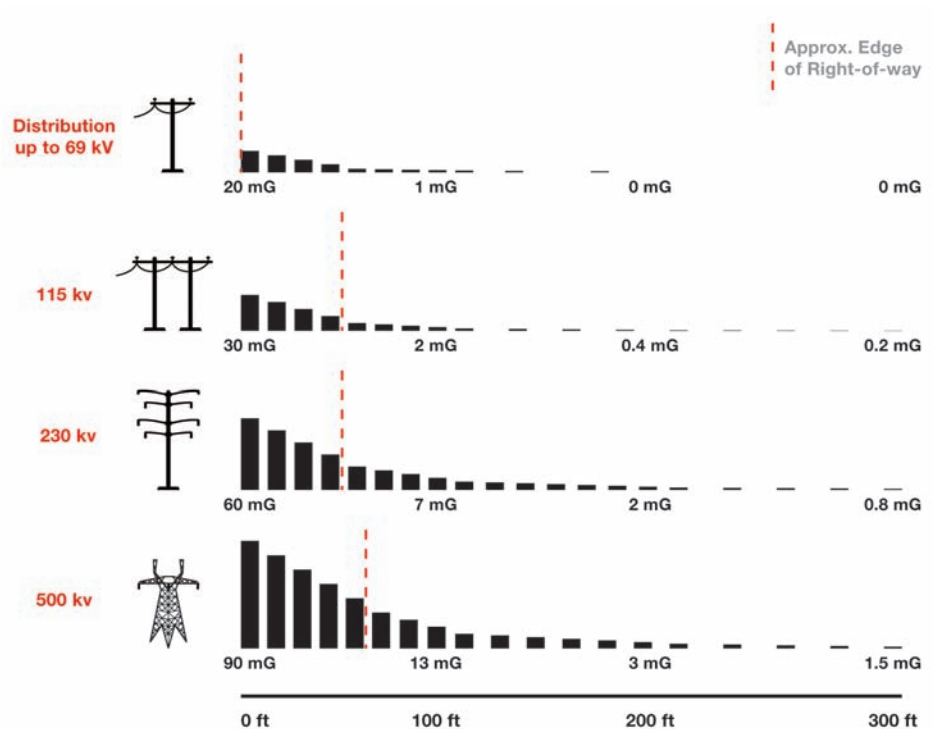 Approx. Edge
of Right-of-way
Distribution
up to 69 kV
20 mG 1 mG 0 mG 0 mG
115 kv
30 mG 2 mG 0.4 mG 0.2 mG
230 kv
60 mG 7 mG 2 mG 0.8 mG
500 kv
90 mG 13 mG 3 mG 1.5 mG
0 ft 100 ft 200 ft 300 ft